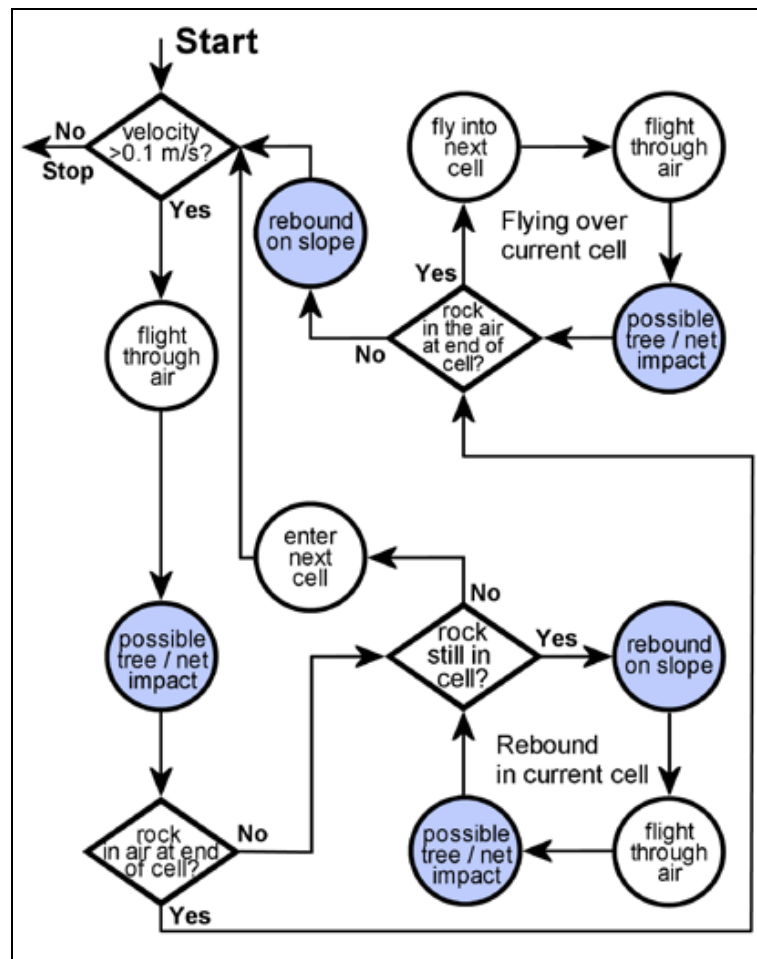 Start
No
velocity
>0.1 m/s?
Stop
Yes
flight
through
air
possible
tree / net
impact
rock
in air at end
of cell?
No
Yes
rebound
on slope
fly into
next
cell
flight
through
air
Flying over
current cell
possible
tree / net
impact
Yes
rock
in the air
at end of
cell?
No
enter
next
cell
No
rock
still in
cell?
Yes
rebound
on slope
Rebound
in current cell
flight
through
air
possible
tree / net
impact